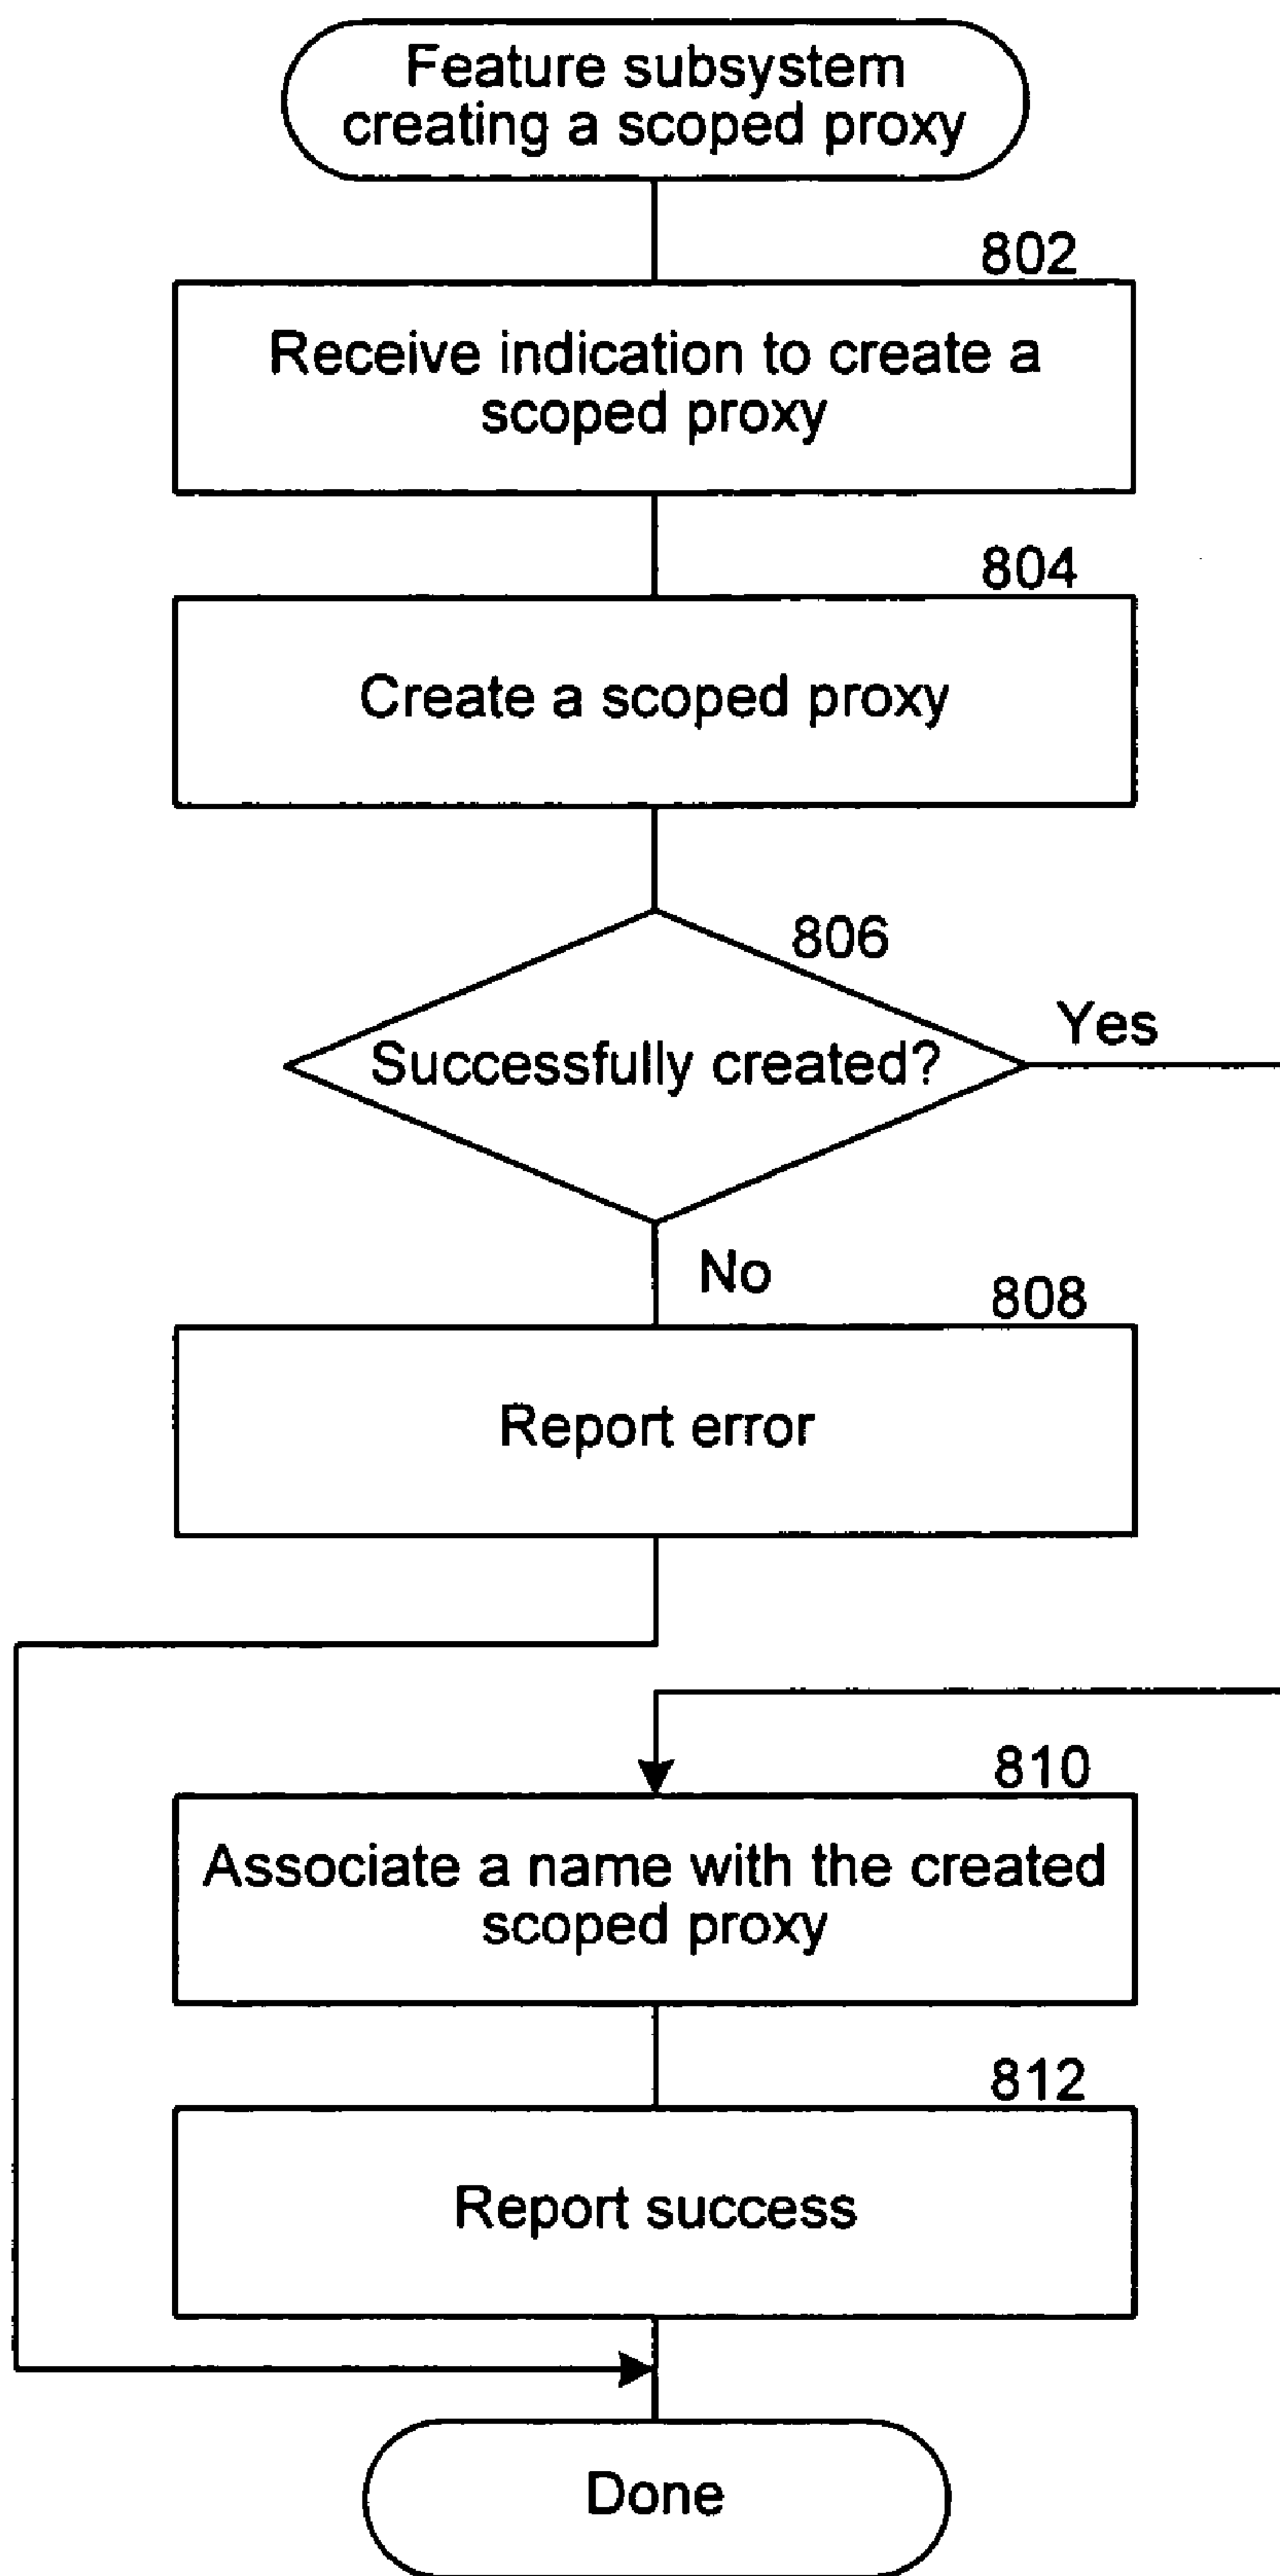 Feature subsystem
creating a scoped proxy
802
Receive indication to create a
scoped proxy
804
Create a scoped proxy
806
Successfully created?
Yes
No
808
Report error
810
Associate a name with the created
scoped proxy
812
Report success
Done